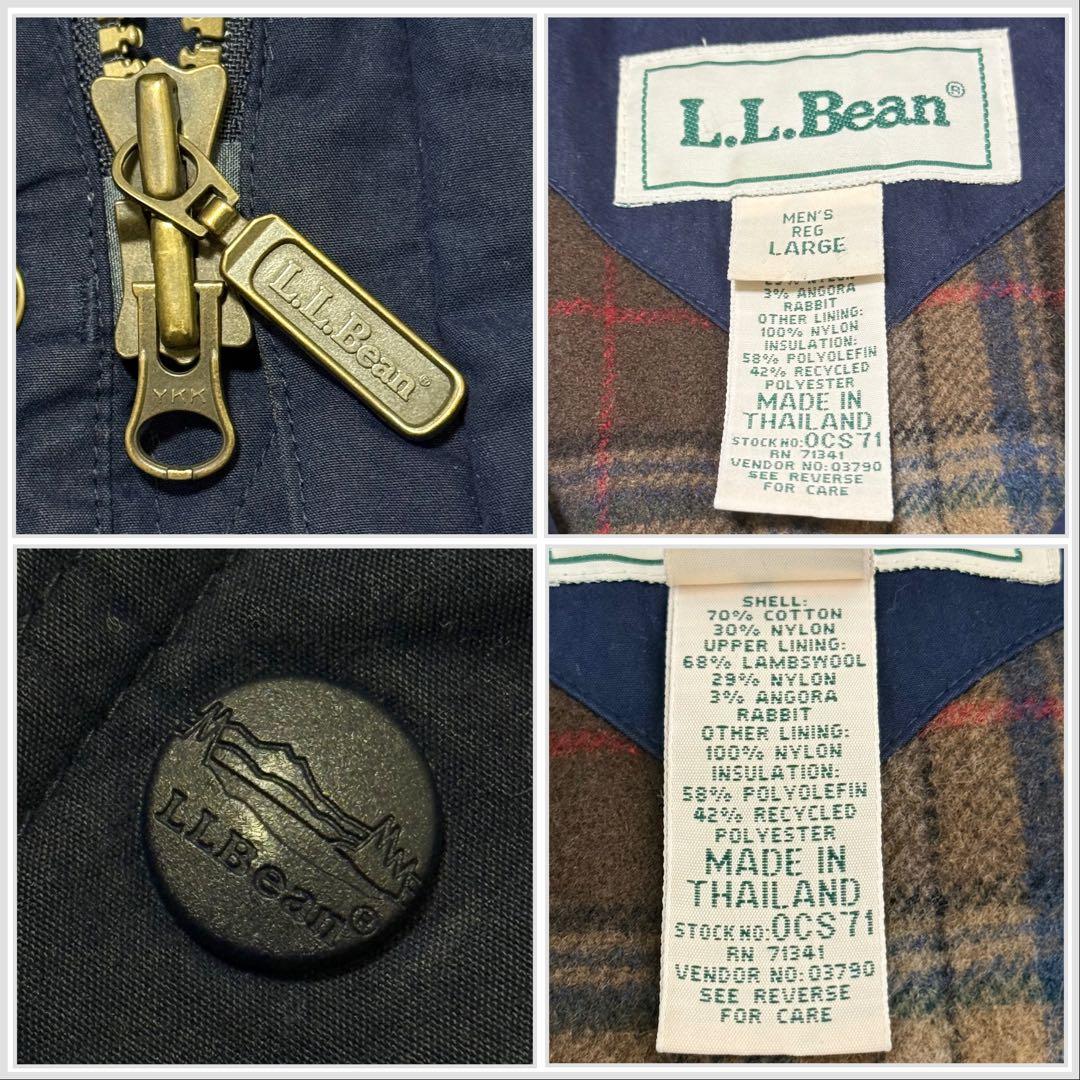 L.L.Bean®
YKK
L.L.Bean®
MEN'S
REG
LARGE
3% ANGORA
RABBIT
OTHER LINING:
100% NYLON
INSULATION:
58% POLYOLEFIN
42% RECYCLED
POLYESTER
MADE IN
THAILAND
STOCK NO: 0CS71
RN 71341
VENDOR NO: 03790
SEE REVERSE
FOR CARE
LLBean®
SHELL:
70% COTTON
30% NYLON
UPPER LINING:
68% LAMBSWOOL
29% NYLON
3% ANGORA
RABBIT
OTHER LINING:
100% NYLON
INSULATION:
58% POLYOLEFIN
42% RECYCLED
POLYESTER
MADE IN
THAILAND
STOCK NO: 0CS71
RN 71341
VENDOR NO: 03790
SEE REVERSE
FOR CARE